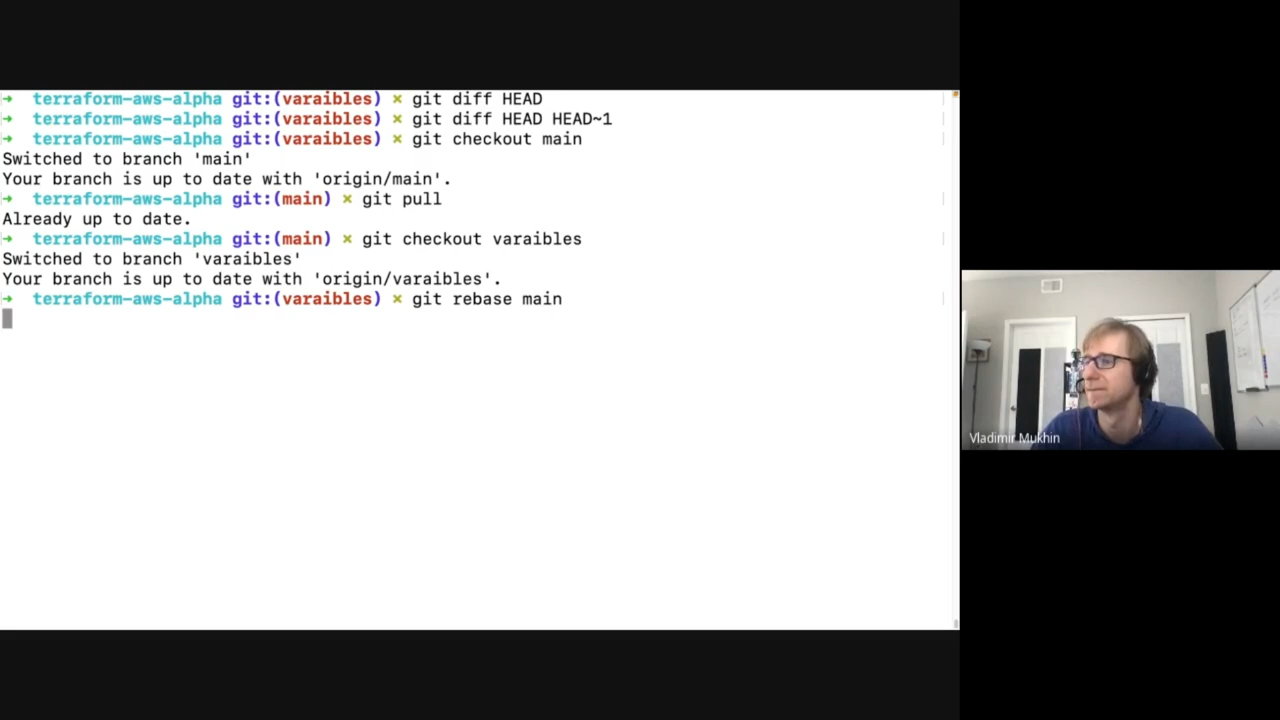 ➜ terraform-aws-alpha git:(varaibles) ✗ git diff HEAD
➜ terraform-aws-alpha git:(varaibles) ✗ git diff HEAD HEAD~1
➜ terraform-aws-alpha git:(varaibles) ✗ git checkout main
Switched to branch 'main'
Your branch is up to date with 'origin/main'.
➜ terraform-aws-alpha git:(main) ✗ git pull
Already up to date.
➜ terraform-aws-alpha git:(main) ✗ git checkout varaibles
Switched to branch 'varaibles'
Your branch is up to date with 'origin/varaibles'.
➜ terraform-aws-alpha git:(varaibles) ✗ git rebase main
Vladimir Mukhin